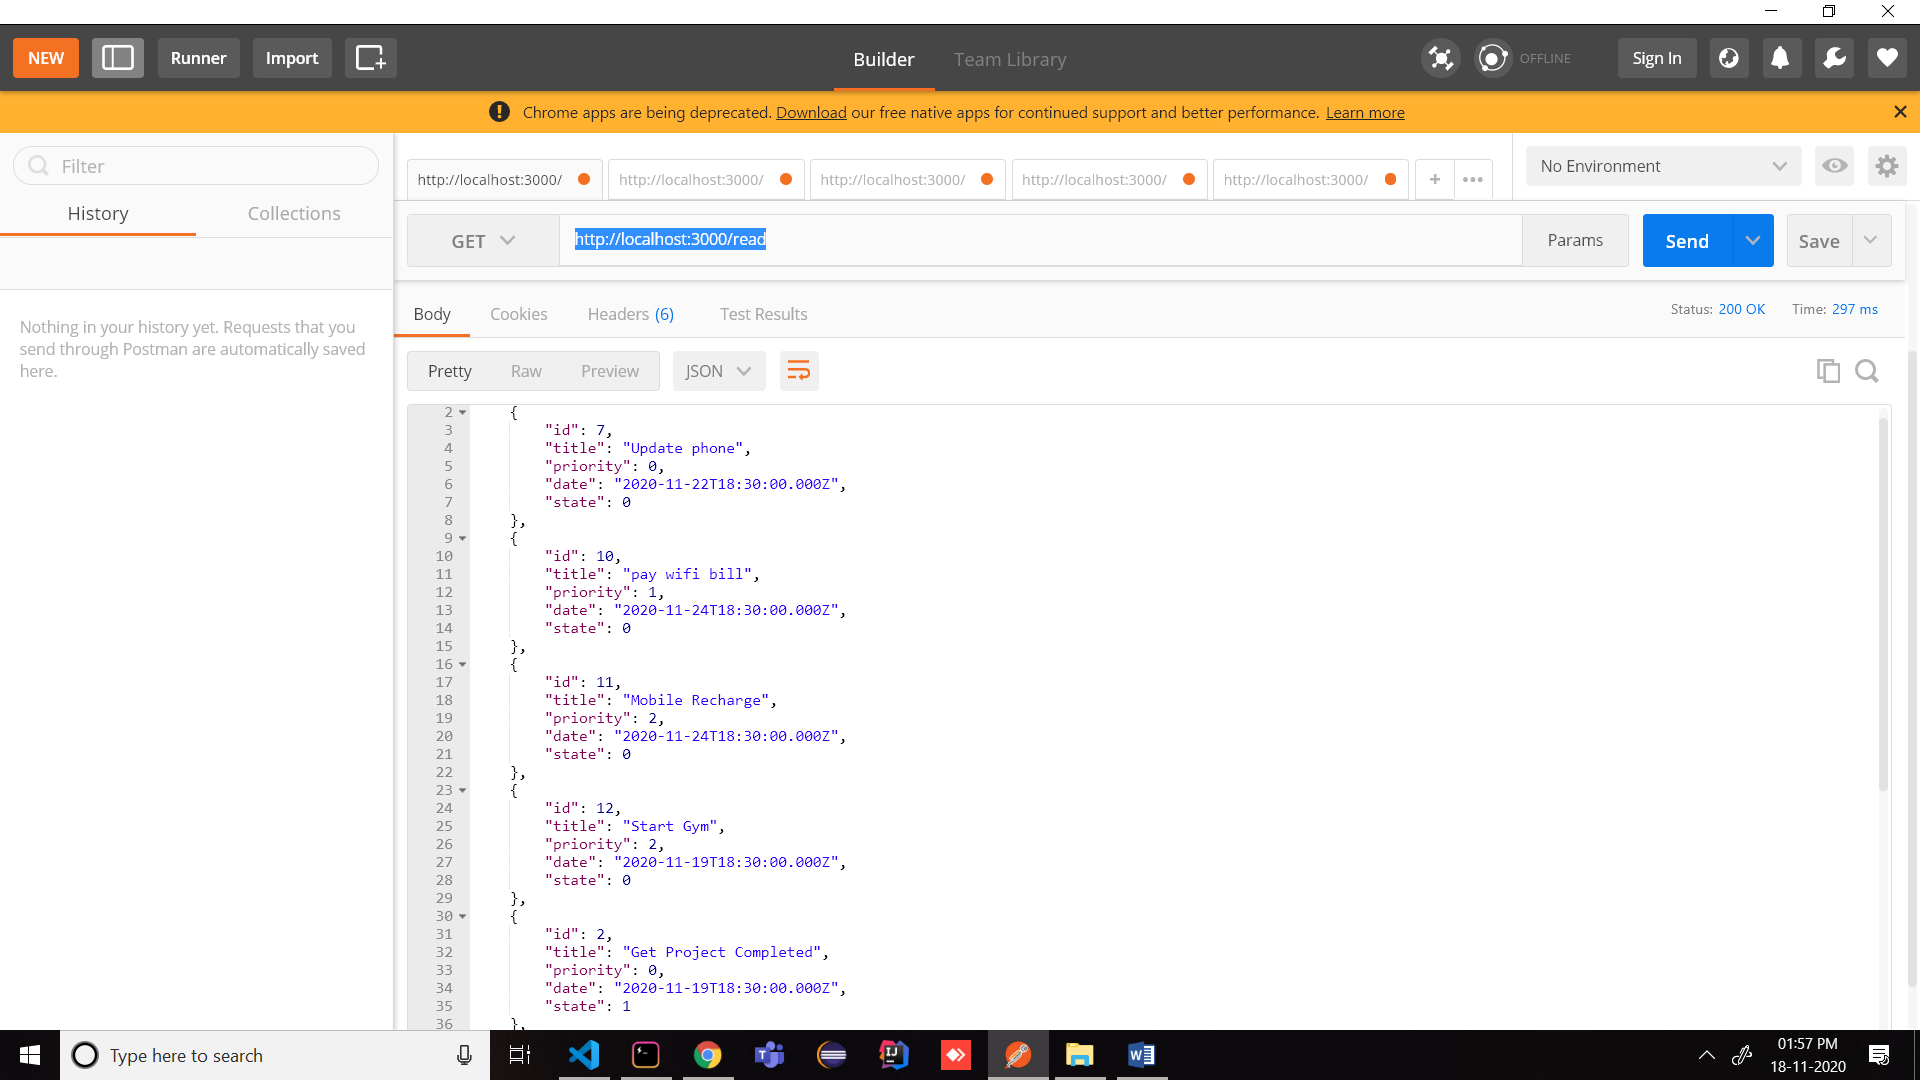 NEW
Runner
Import
Builder
Team Library
OFFLINE
Sign In
Chrome apps are being deprecated. Download our free native apps for continued support and better performance. Learn more
Filter
History
Collections
Nothing in your history yet. Requests that you
send through Postman are automatically saved
here.
http://localhost:3000/
http://localhost:3000/
http://localhost:3000/
http://localhost:3000/
http://localhost:3000/
No Environment
GET
http://localhost:3000/read
Params
Send
Save
Body
Cookies
Headers (6)
Test Results
Status: 200 OK
Time: 297 ms
Pretty
Raw
Preview
JSON
2 {
3 "id": 7,
4 "title": "Update phone",
5 "priority": 0,
6 "date": "2020-11-22T18:30:00.000Z",
7 "state": 0
8 },
9 {
10 "id": 10,
11 "title": "pay wifi bill",
12 "priority": 1,
13 "date": "2020-11-24T18:30:00.000Z",
14 "state": 0
15 },
16 {
17 "id": 11,
18 "title": "Mobile Recharge",
19 "priority": 2,
20 "date": "2020-11-24T18:30:00.000Z",
21 "state": 0
22 },
23 {
24 "id": 12,
25 "title": "Start Gym",
26 "priority": 2,
27 "date": "2020-11-19T18:30:00.000Z",
28 "state": 0
29 },
30 {
31 "id": 2,
32 "title": "Get Project Completed",
33 "priority": 0,
34 "date": "2020-11-19T18:30:00.000Z",
35 "state": 1
36 },
Type here to search
01:57 PM
18-11-2020